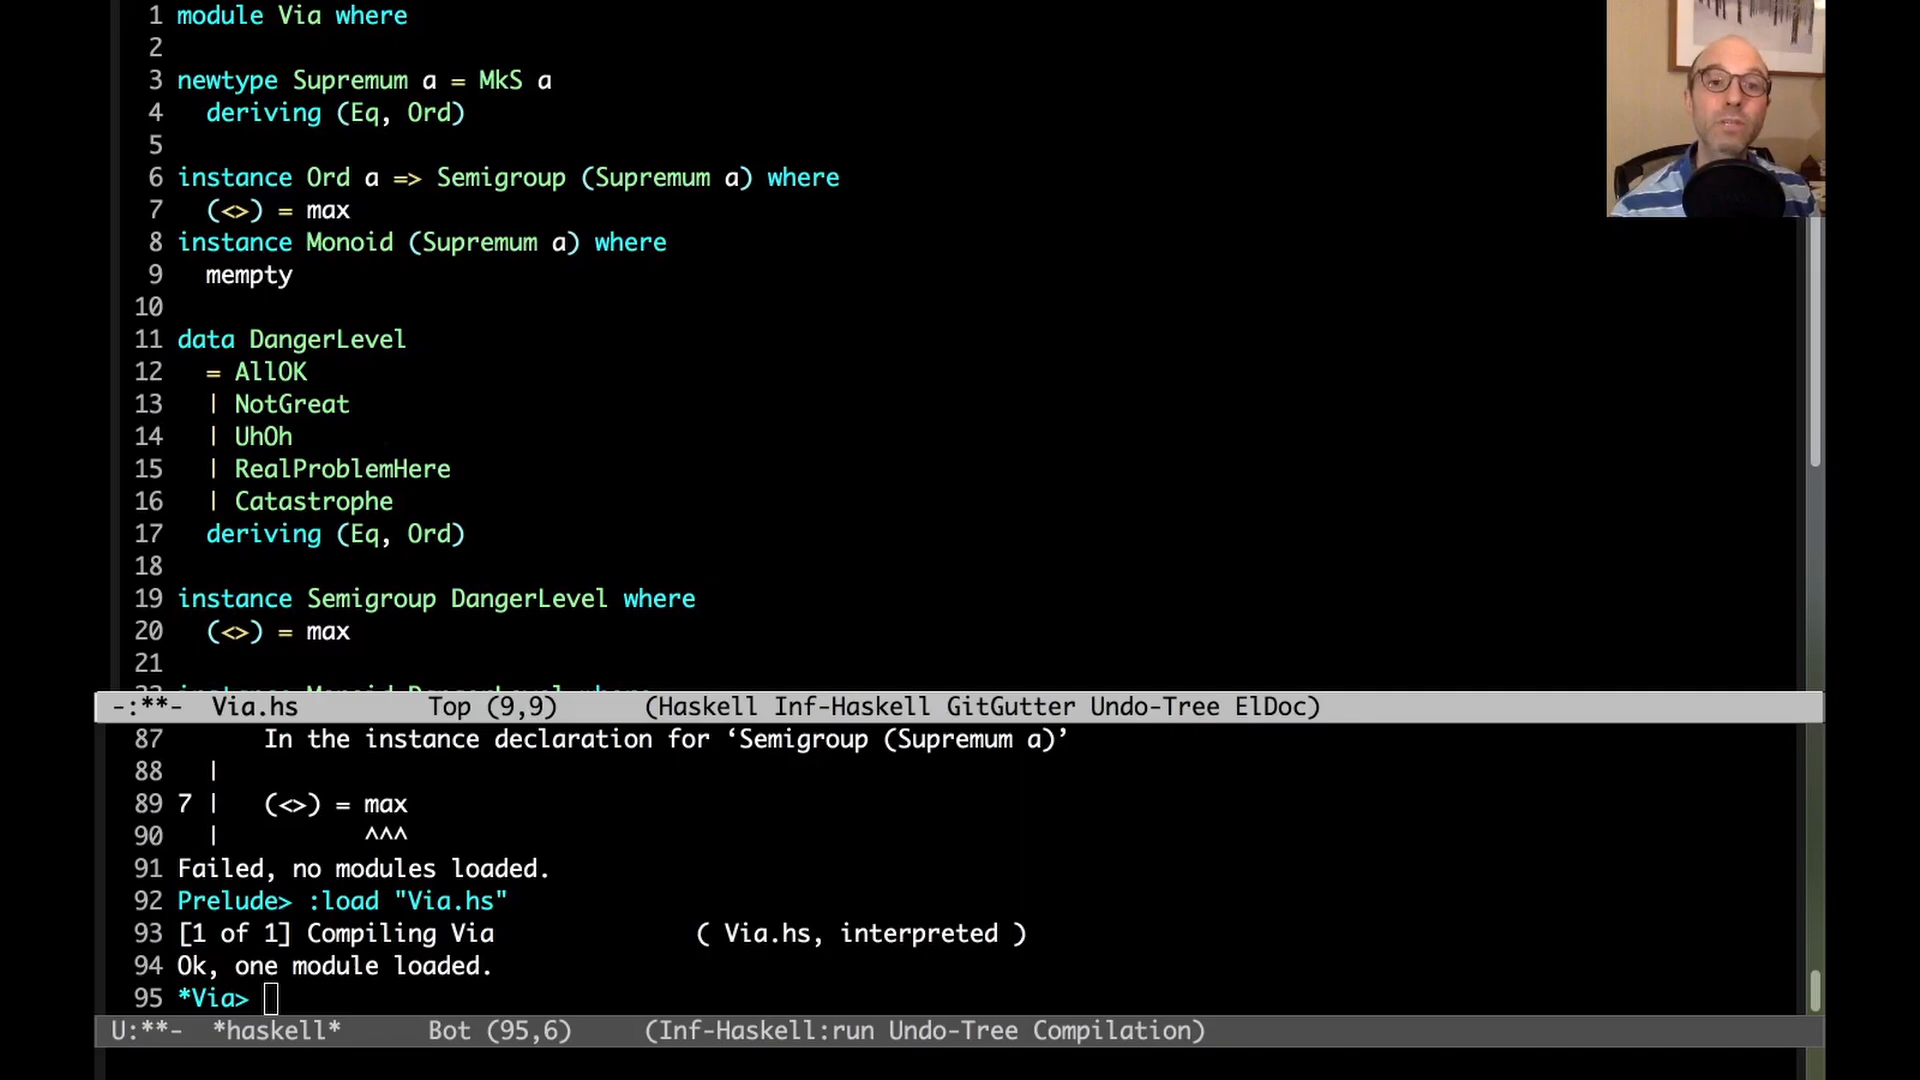 1 module Via where
2
3 newtype Supremum a = MkS a
4   deriving (Eq, Ord)
5
6 instance Ord a => Semigroup (Supremum a) where
7   (<>) = max
8 instance Monoid (Supremum a) where
9   mempty
10
11 data DangerLevel
12   = AllOK
13   | NotGreat
14   | UhOh
15   | RealProblemHere
16   | Catastrophe
17   deriving (Eq, Ord)
18
19 instance Semigroup DangerLevel where
20   (<>) = max
21
22 instance Monoid DangerLevel where
-:**-  Via.hs         Top (9,9)      (Haskell Inf-Haskell GitGutter Undo-Tree ElDoc)
87       In the instance declaration for ‘Semigroup (Supremum a)’
88   |
89 7 |   (<>) = max
90   |          ^^^
91 Failed, no modules loaded.
92 Prelude> :load "Via.hs"
93 [1 of 1] Compiling Via              ( Via.hs, interpreted )
94 Ok, one module loaded.
95 *Via>
U:**-  *haskell*      Bot (95,6)     (Inf-Haskell:run Undo-Tree Compilation)